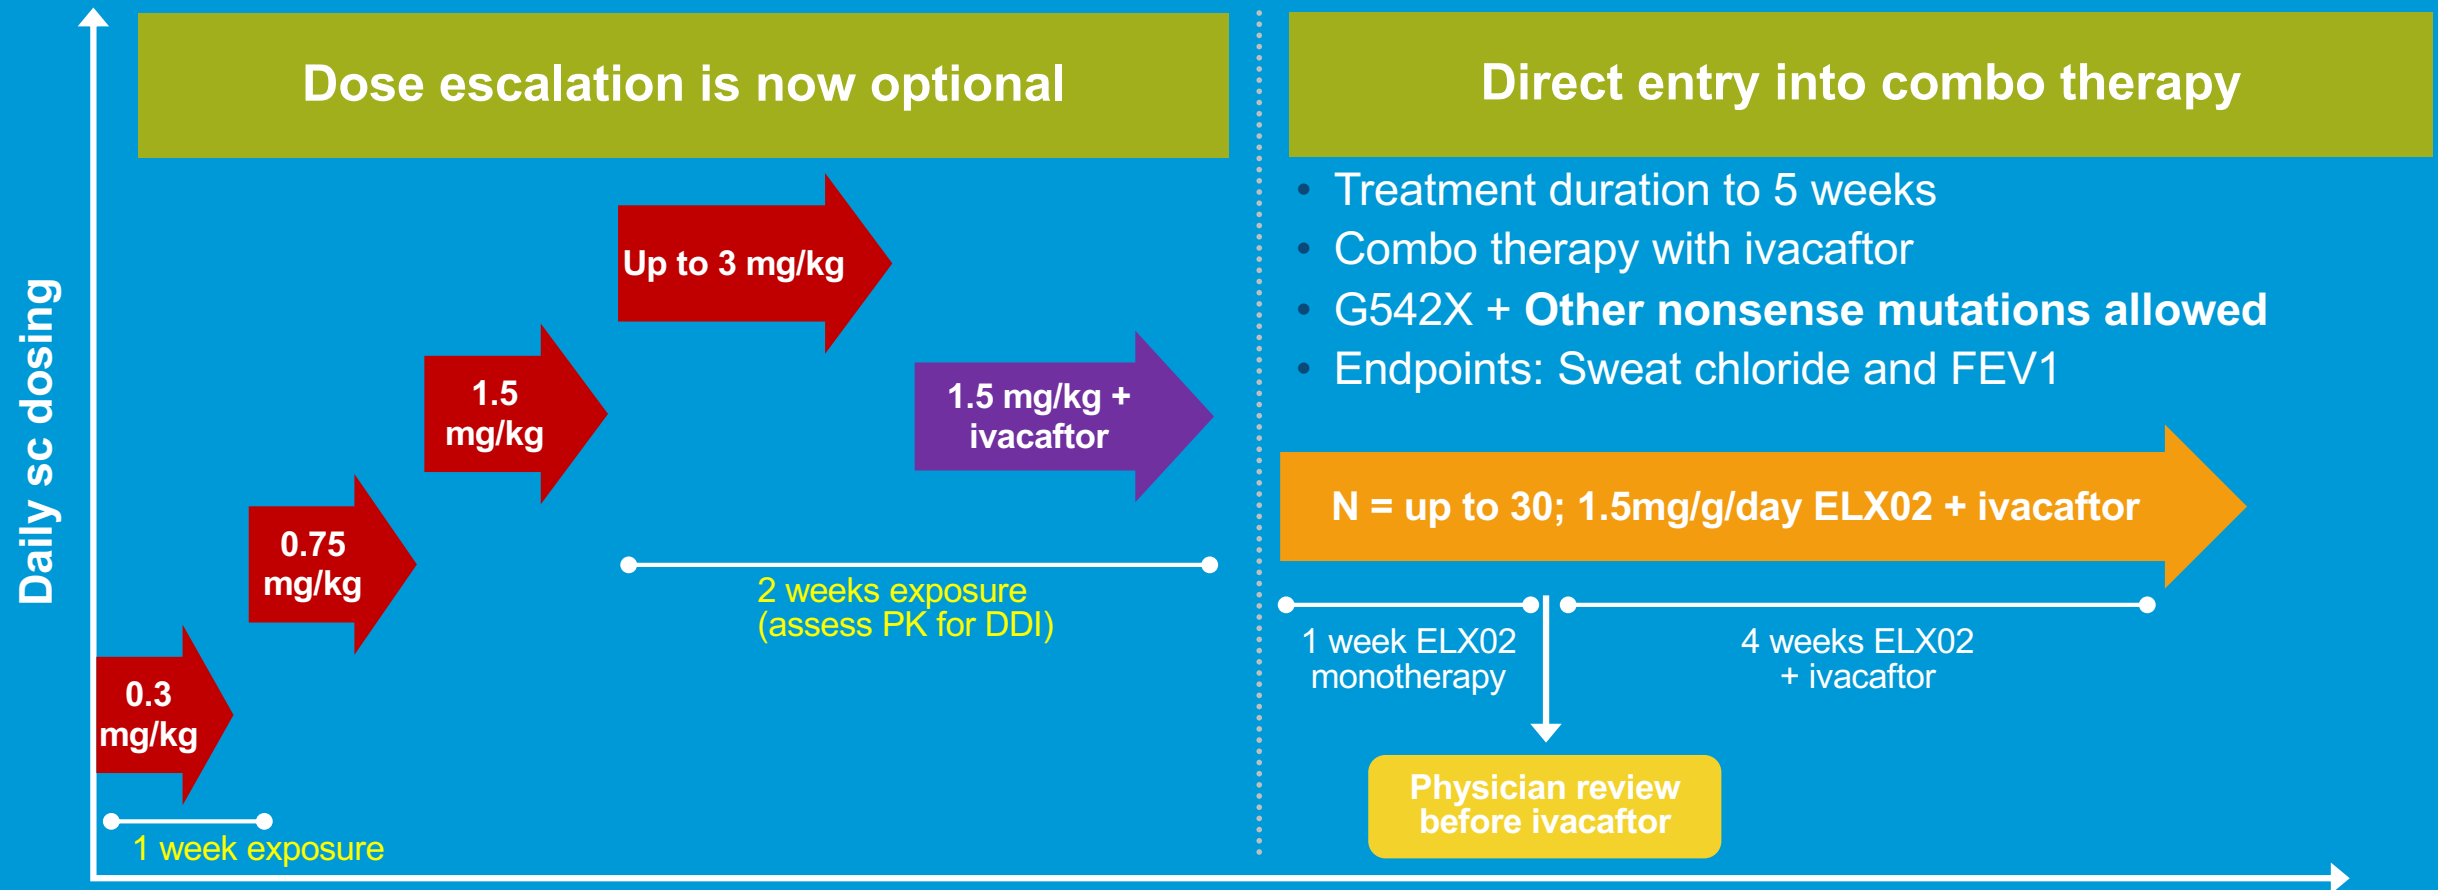 Dose escalation is now optional
Daily sc dosing
0.3
mg/kg
1 week exposure
0.75
mg/kg
1.5
mg/kg
Up to 3 mg/kg
1.5 mg/kg +
ivacaftor
2 weeks exposure
(assess PK for DDI)
Direct entry into combo therapy
• Treatment duration to 5 weeks
• Combo therapy with ivacaftor
• G542X + Other nonsense mutations allowed
• Endpoints: Sweat chloride and FEV1
N = up to 30; 1.5mg/g/day ELX02 + ivacaftor
1 week ELX02
monotherapy
4 weeks ELX02
+ ivacaftor
Physician review
before ivacaftor